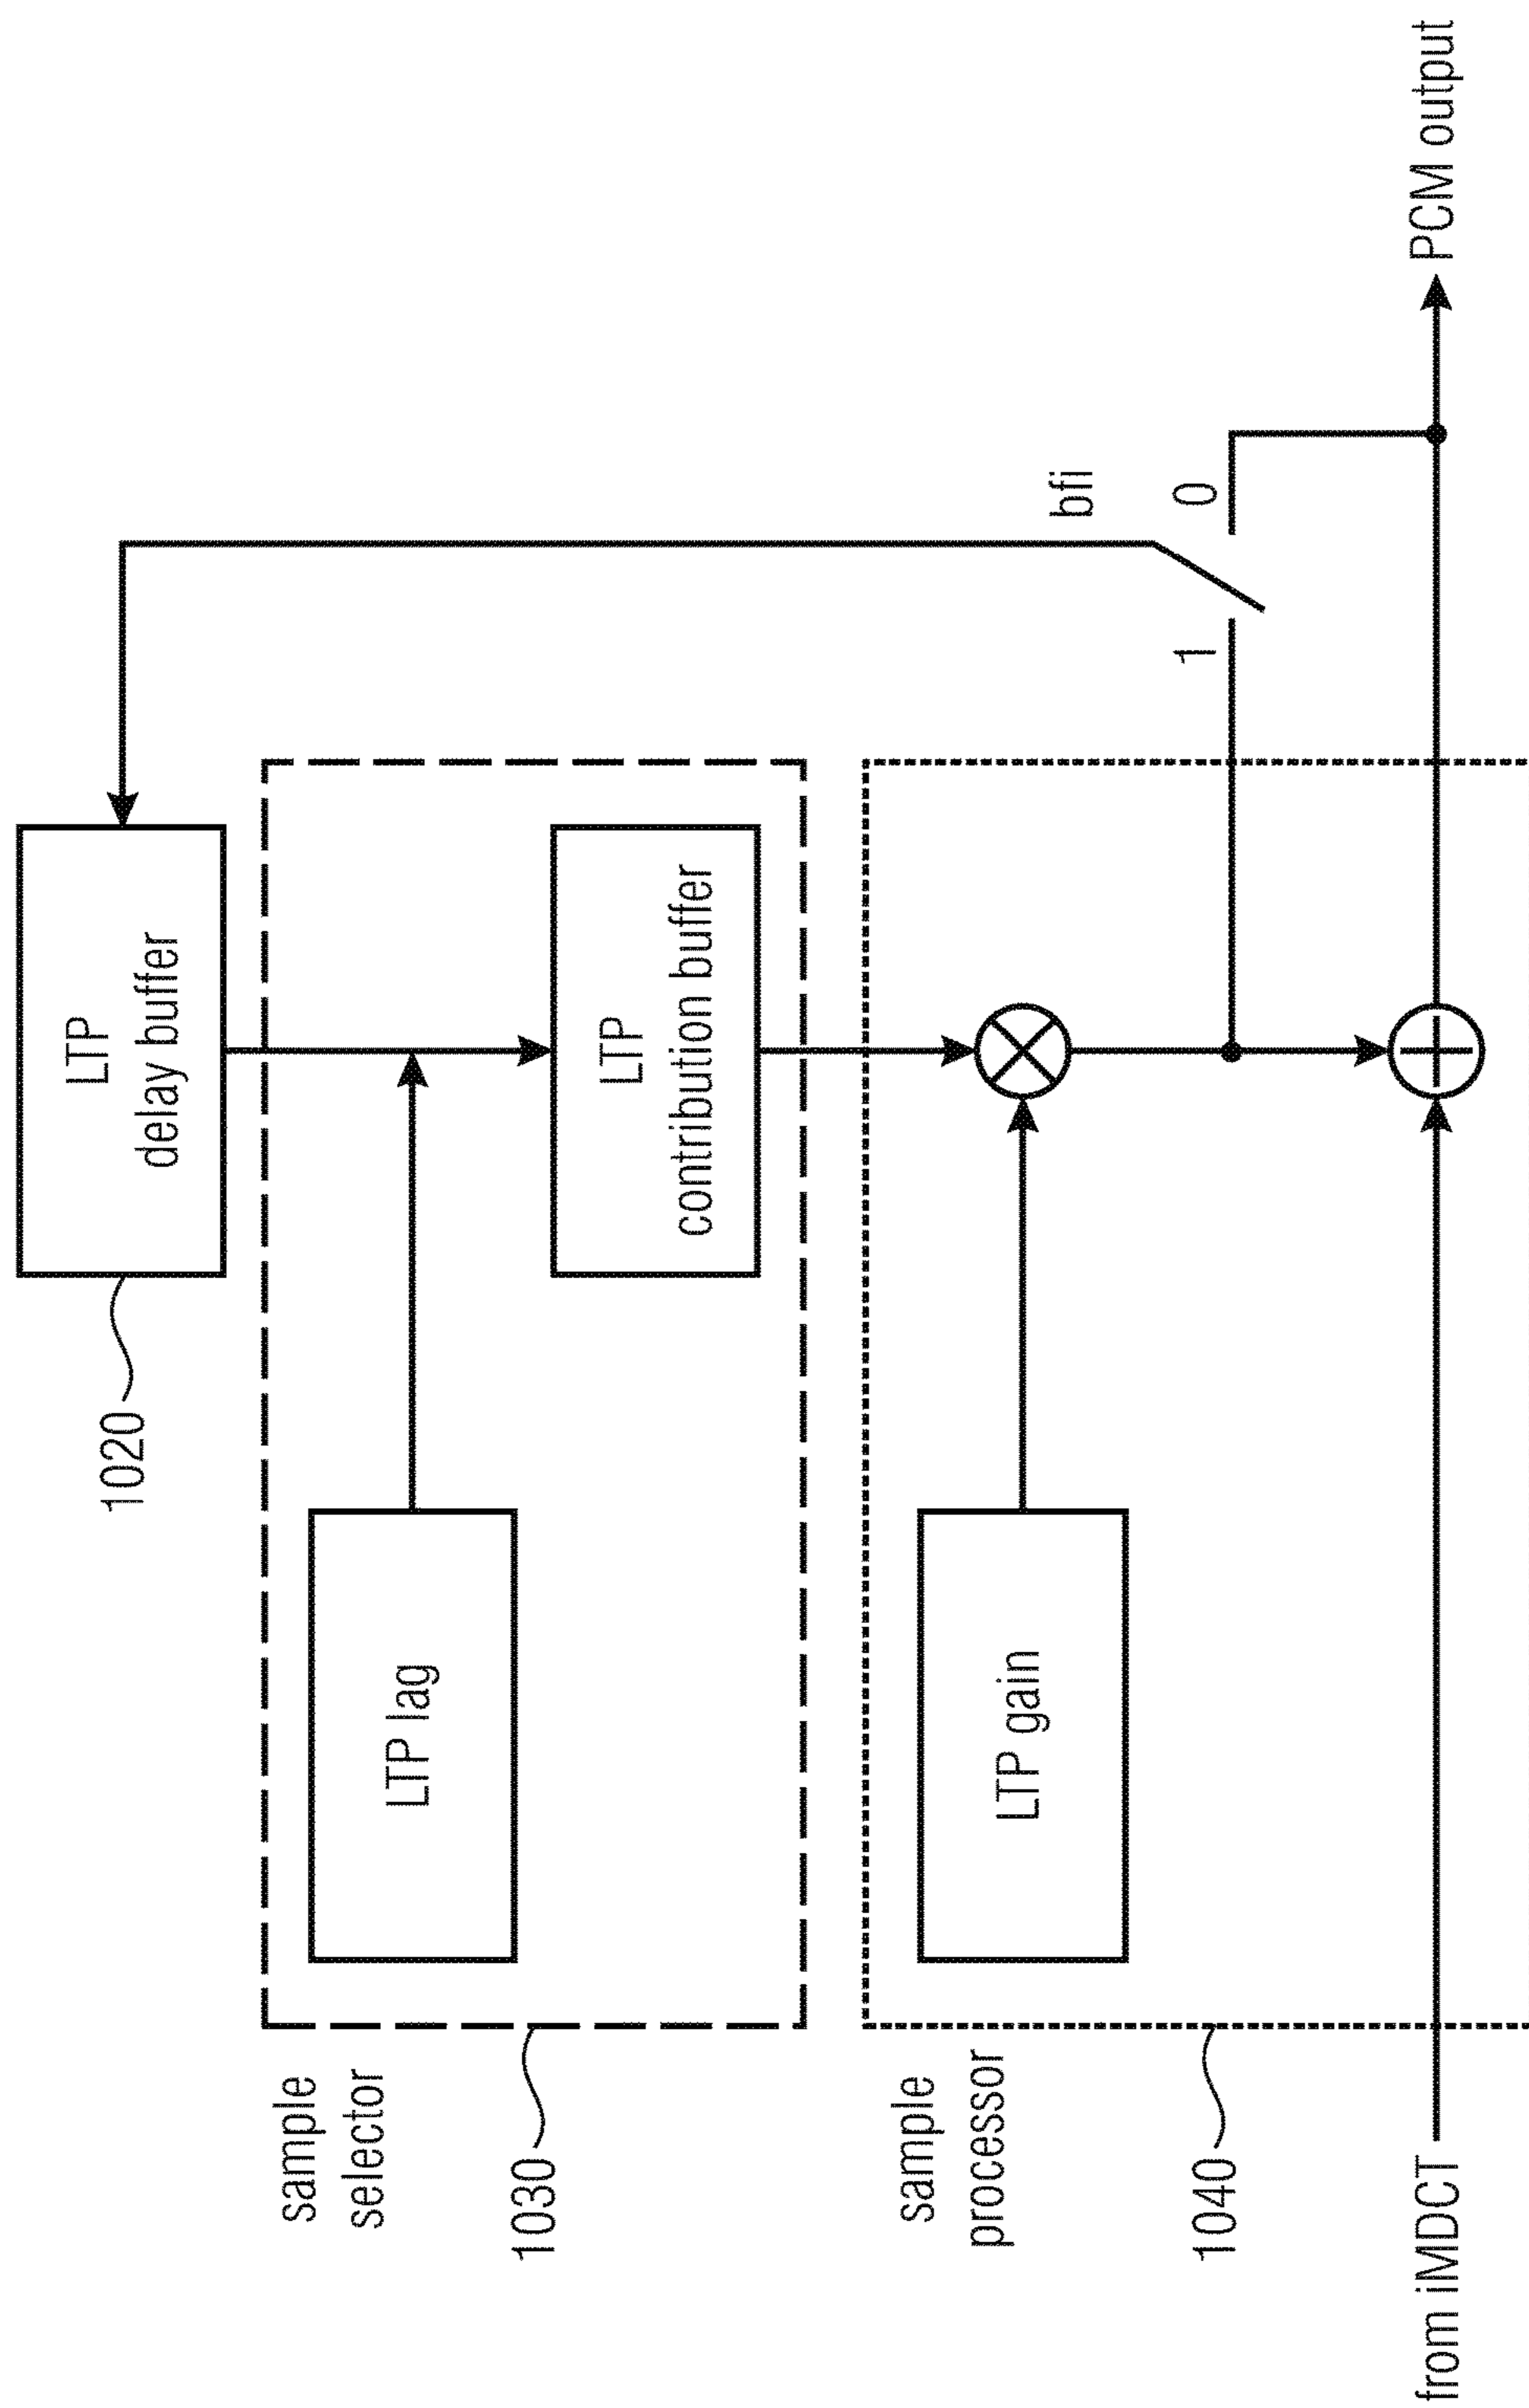 LTP
delay buffer
1020
LTP lag
LTP
contribution buffer
sample
selector
1030
LTP gain
sample
processor
1040
bfi
1
0
from iMDCT
PCM output